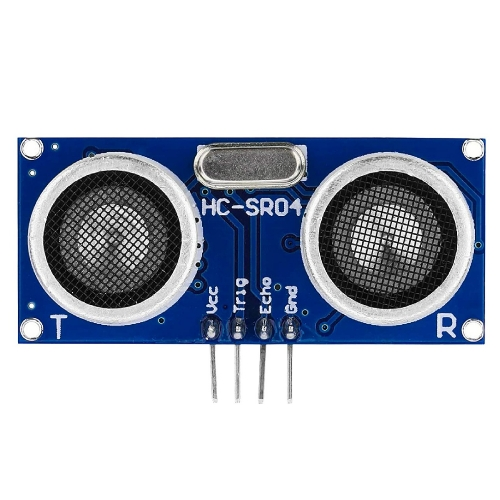 HC-SR04
Vcc
Trig
Echo
Gnd
T
R